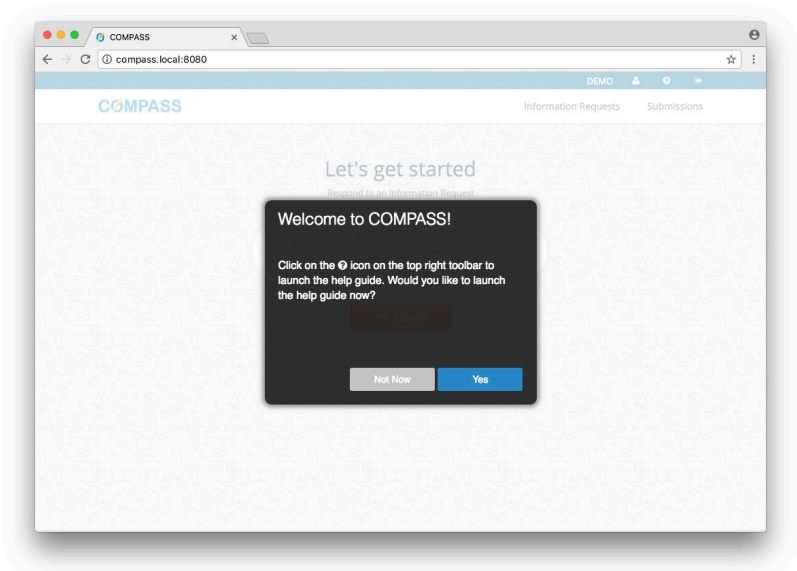 COMPASS
compass.local:8080
DEMO
COMPASS
Information Requests Submissions
Let's get started
Respond to an Information Request
Welcome to COMPASS!
Click on the icon on the top right toolbar to
launch the help guide. Would you like to launch
the help guide now?
START
Not Now Yes